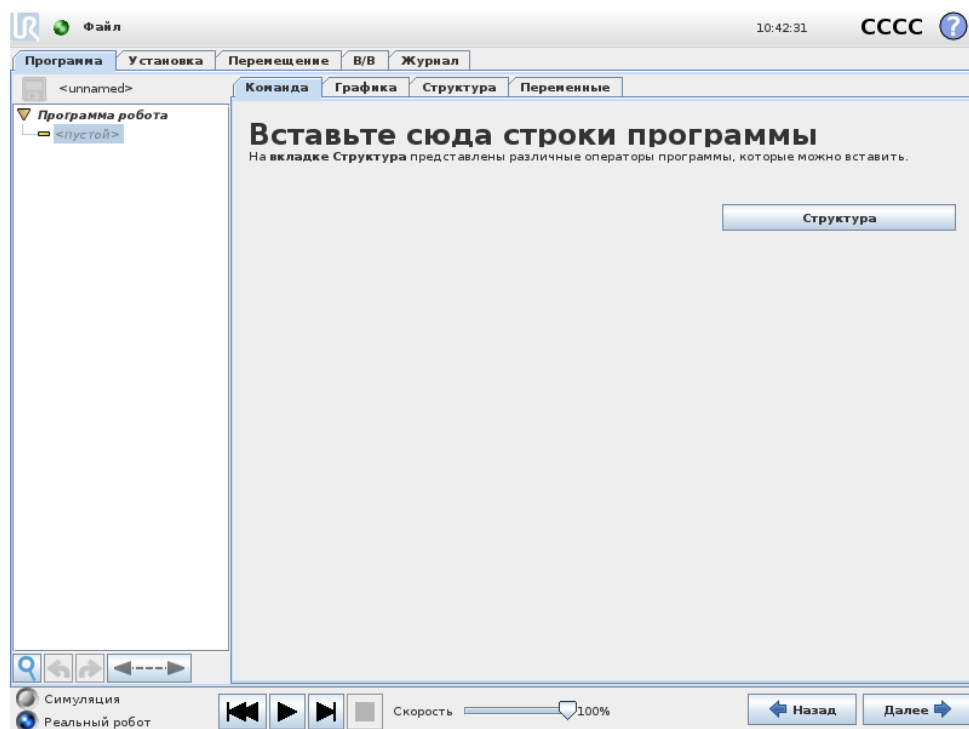 UR Файл 10:42:31 CCCC ?
Программа Установка Перемещение В/В Журнал
<unnamed> Команда Графика Структура Переменные
Программа робота
<пустой>
Вставьте сюда строки программы
На вкладке Структура представлены различные операторы программы, которые можно вставить.
Структура
Симуляция
Реальный робот
Скорость 100% Назад Далее